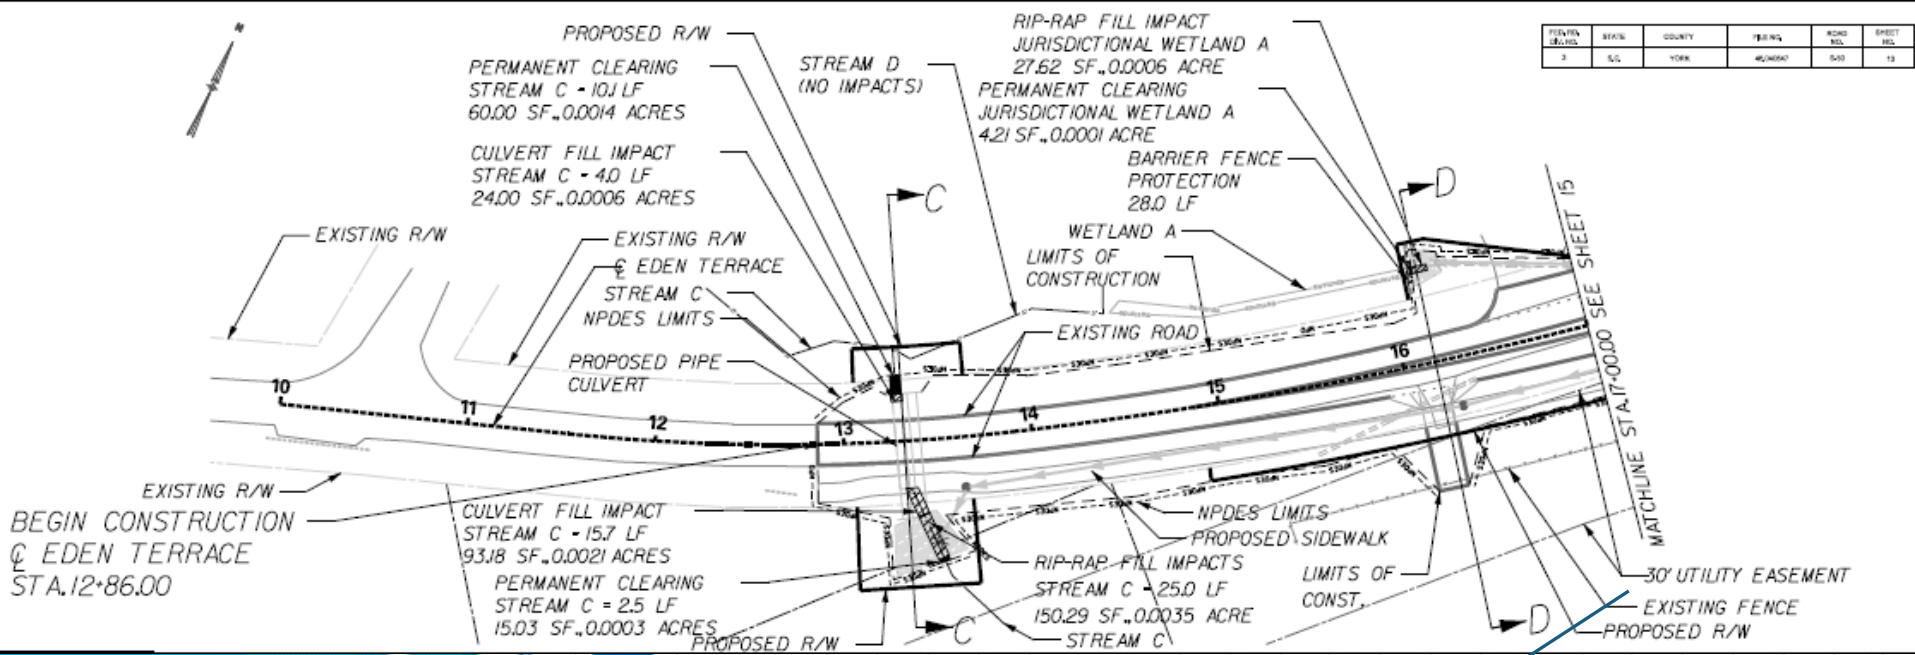 PROPOSED R/W
PERMANENT CLEARING
STREAM C - 10.1 LF
60.00 SF.,0.0014 ACRES
CULVERT FILL IMPACT
STREAM C - 4.0 LF
24.00 SF.,0.0006 ACRES
STREAM D
(NO IMPACTS)
RIP-RAP FILL IMPACT
JURISDICTIONAL WETLAND A
27.62 SF.,0.0006 ACRE
PERMANENT CLEARING
JURISDICTIONAL WETLAND A
4.21 SF.,0.0001 ACRE
BARRIER FENCE
PROTECTION
28.0 LF
STATE COUNTY FILE NO. ROAD NO. SHEET NO.
S.C. YORK
C
D
EXISTING R/W
EXISTING R/W
℄ EDEN TERRACE
STREAM C
NPDES LIMITS
PROPOSED PIPE
CULVERT
WETLAND A
LIMITS OF
CONSTRUCTION
EXISTING ROAD
10
11
12
13
14
15
16
MATCHLINE STA.17+00.00 SEE SHEET 15
EXISTING R/W
BEGIN CONSTRUCTION
℄ EDEN TERRACE
STA.12+86.00
CULVERT FILL IMPACT
STREAM C - 15.7 LF
93.18 SF.,0.0021 ACRES
PERMANENT CLEARING
STREAM C = 2.5 LF
15.03 SF.,0.0003 ACRES
PROPOSED R/W
C
NPDES LIMITS
PROPOSED SIDEWALK
RIP-RAP FILL IMPACTS
STREAM C - 25.0 LF
150.29 SF.,0.0035 ACRE
STREAM C
LIMITS OF
CONST.
D
30' UTILITY EASEMENT
EXISTING FENCE
PROPOSED R/W